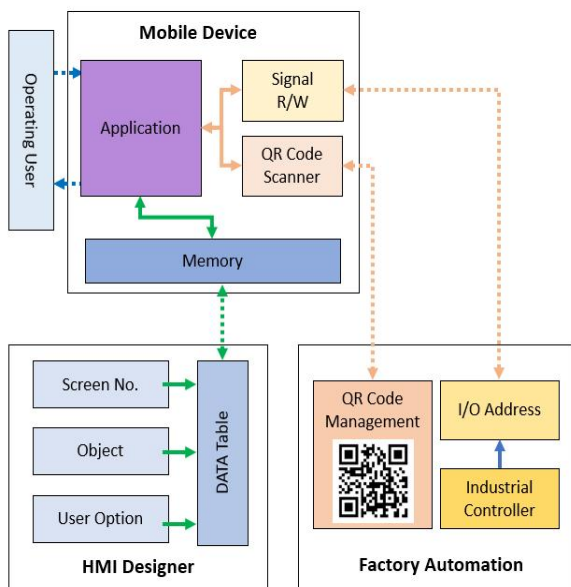 Mobile Device
Operating User
Application
Signal
R/W
QR Code
Scanner
Memory
Screen No.
Object
User Option
DATA Table
HMI Designer
QR Code
Management
I/O Address
Industrial
Controller
Factory Automation